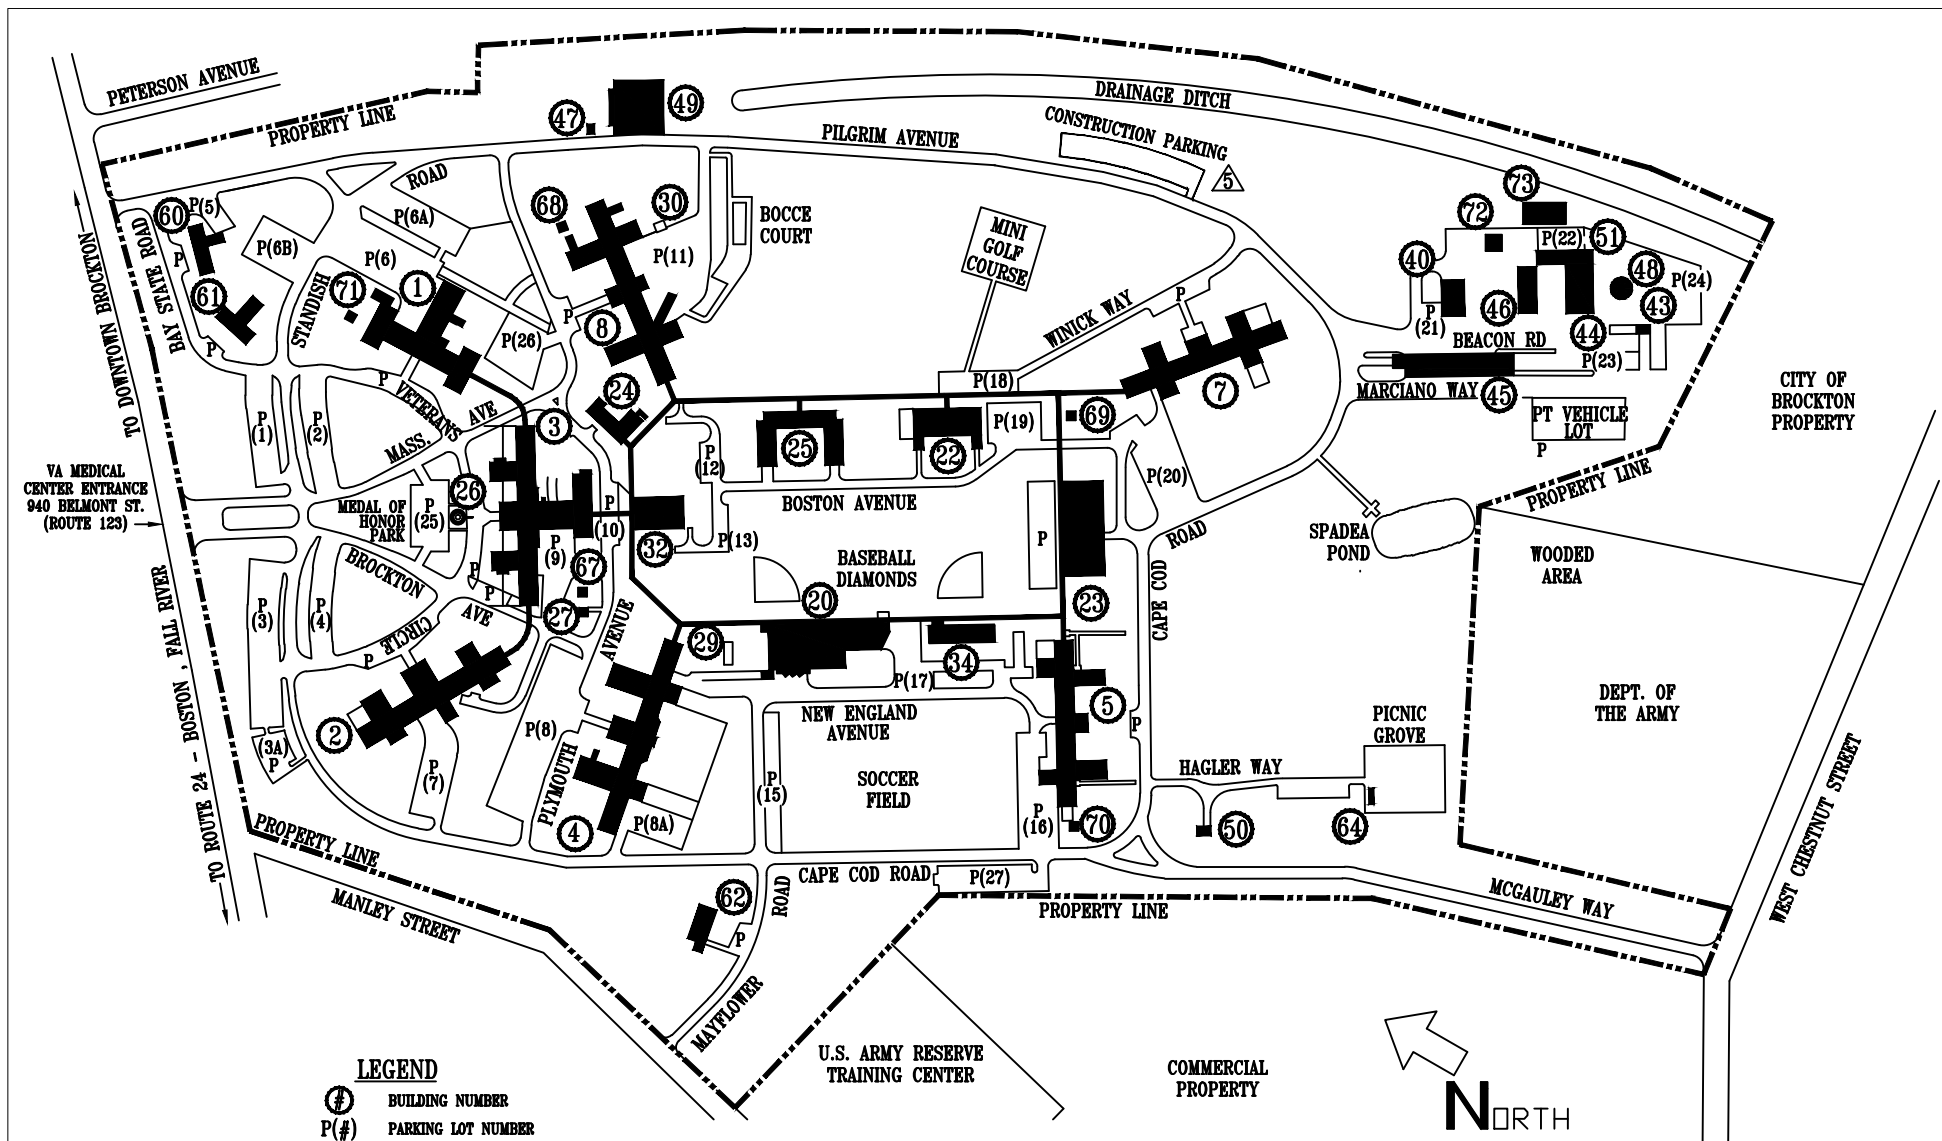 PETERSON AVENUE
PROPERTY LINE
47
49
DRAINAGE DITCH
PILGRIM AVENUE
CONSTRUCTION PARKING
5
73
72
60
P(5)
ROAD
P(6A)
68
30
BOCCE
COURT
MINI
GOLF
COURSE
P(22)
51
40
48
P(24)
BAY STATE ROAD
P
P(6B)
P(6)
P(11)
STANDISH
71
1
61
P
P
8
P(26)
WINICK WAY
P
P
(21)
46
43
44
BEACON RD
P(23)
TO DOWNTOWN BROCKTON
P
VETERANS
AVE
MASS.
24
P(18)
7
MARCIANO WAY
45
CITY OF
BROCKTON
PROPERTY
P
(1)
P
(2)
3
25
22
P(19)
69
PT VEHICLE
LOT
P
VA MEDICAL
CENTER ENTRANCE
940 BELMONT ST.
(ROUTE 123)
P
(12)
P(20)
PROPERTY LINE
26
MEDAL OF
HONOR
PARK
P
(25)
BOSTON AVENUE
P
(10)
ROAD
SPADEA
POND
WOODED
AREA
P
(9)
32
P(13)
P
BASEBALL
DIAMONDS
BROCKTON
AVE
CIRCLE
P
P
67
27
20
23
CAPE COD
P
(3)
P
(4)
P
TO ROUTE 24 - BOSTON , FALL RIVER
AVENUE
29
34
P(17)
5
DEPT. OF
THE ARMY
2
NEW ENGLAND
AVENUE
PICNIC
GROVE
P
(3A)
P
P
(7)
P(8)
PLYMOUTH
P
(15)
SOCCER
FIELD
HAGLER WAY
WEST CHESTNUT STREET
4
P(8A)
P
(16)
70
50
64
PROPERTY LINE
MANLEY STREET
CAPE COD ROAD
P(27)
62
ROAD
P
PROPERTY LINE
MCGAULEY WAY
MAYFLOWER
U.S. ARMY RESERVE
TRAINING CENTER
COMMERCIAL
PROPERTY
NORTH
LEGEND
# BUILDING NUMBER
P(#) PARKING LOT NUMBER